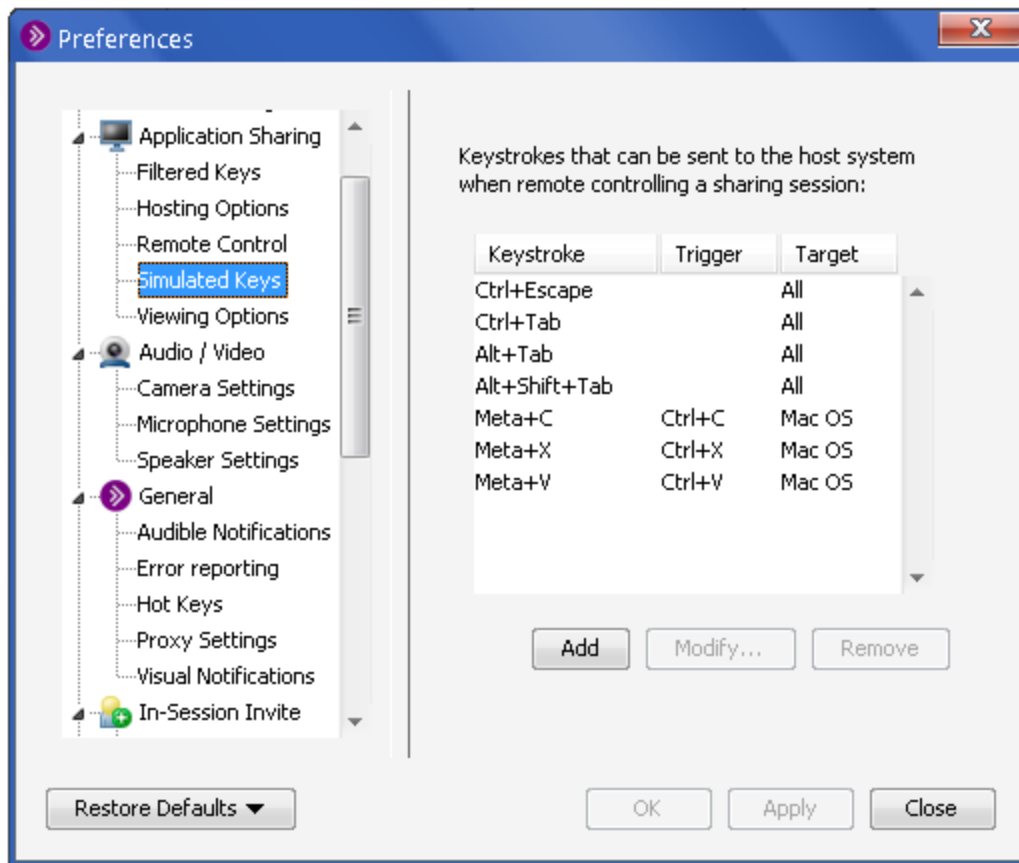 Preferences
Application Sharing
Filtered Keys
Hosting Options
Remote Control
Simulated Keys
Viewing Options
Audio / Video
Camera Settings
Microphone Settings
Speaker Settings
General
Audible Notifications
Error reporting
Hot Keys
Proxy Settings
Visual Notifications
In-Session Invite
Keystrokes that can be sent to the host system
when remote controlling a sharing session:
Keystroke Trigger Target
Ctrl+Escape All
Ctrl+Tab All
Alt+Tab All
Alt+Shift+Tab All
Meta+C Ctrl+C Mac OS
Meta+X Ctrl+X Mac OS
Meta+V Ctrl+V Mac OS
Add Modify... Remove
Restore Defaults OK Apply Close